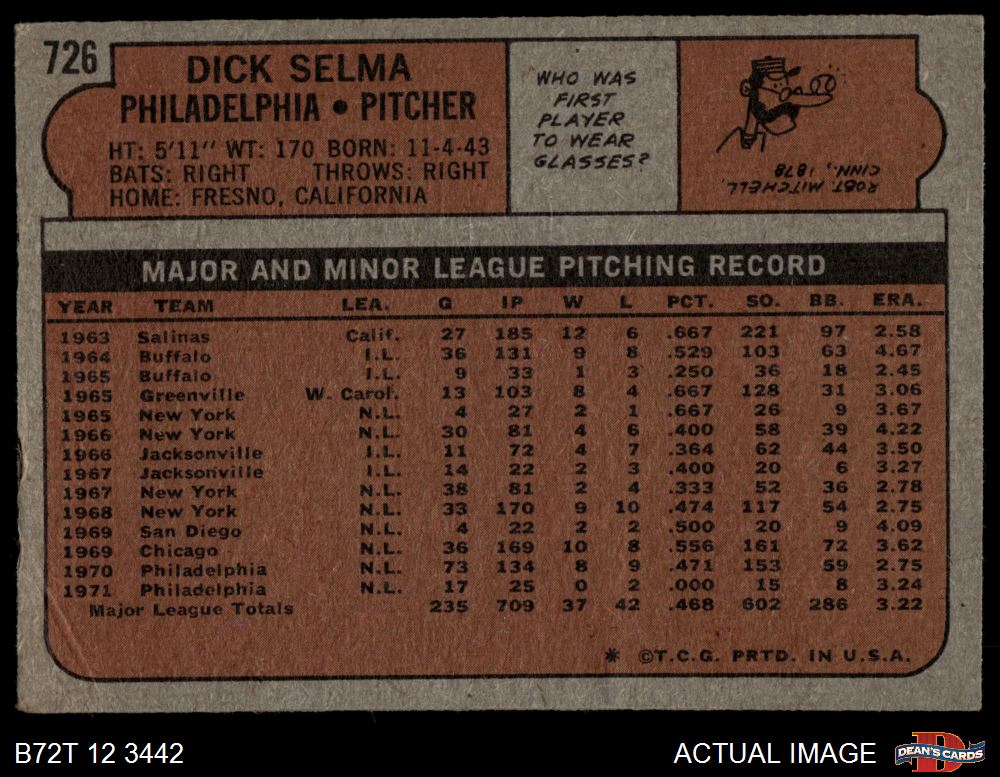 726
DICK SELMA
PHILADELPHIA • PITCHER
HT: 5'11" WT: 170 BORN: 11-4-43
BATS: RIGHT THROWS: RIGHT
HOME: FRESNO, CALIFORNIA
WHO WAS
FIRST
PLAYER
TO WEAR
GLASSES?
ROBT MITCHELL,
CINN, 1878
MAJOR AND MINOR LEAGUE PITCHING RECORD
YEAR TEAM LEA. G IP W L PCT. SO. BB. ERA.
1963 Salinas Calif. 27 185 12 6 .667 221 97 2.58
1964 Buffalo I.L. 36 131 9 8 .529 103 63 4.67
1965 Buffalo I.L. 9 33 1 3 .250 36 18 2.45
1965 Greenville W. Carol. 13 103 8 4 .667 128 31 3.06
1965 New York N.L. 4 27 2 1 .667 26 9 3.67
1966 New York N.L. 30 81 4 6 .400 58 39 4.22
1966 Jacksonville I.L. 11 72 4 7 .364 62 44 3.50
1967 Jacksonville I.L. 14 22 2 3 .400 20 6 3.27
1967 New York N.L. 38 81 2 4 .333 52 36 2.78
1968 New York N.L. 33 170 9 10 .474 117 54 2.75
1969 San Diego N.L. 4 22 2 2 .500 20 9 4.09
1969 Chicago N.L. 36 169 10 8 .556 161 72 3.62
1970 Philadelphia N.L. 73 134 8 9 .471 153 59 2.75
1971 Philadelphia N.L. 17 25 0 2 .000 15 8 3.24
Major League Totals 235 709 37 42 .468 602 286 3.22
* ©T.C.G. PRTD. IN U.S.A.
B72T 12 3442
ACTUAL IMAGE
DEAN'S CARDS